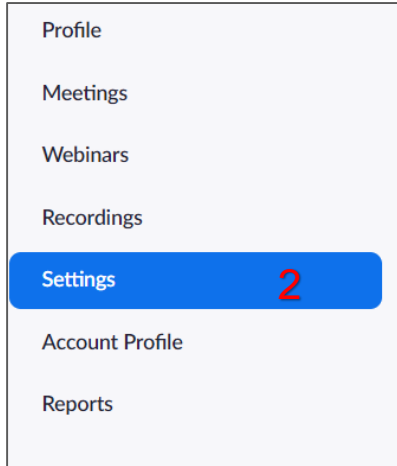 Profile
Meetings
Webinars
Recordings
Settings 2
Account Profile
Reports